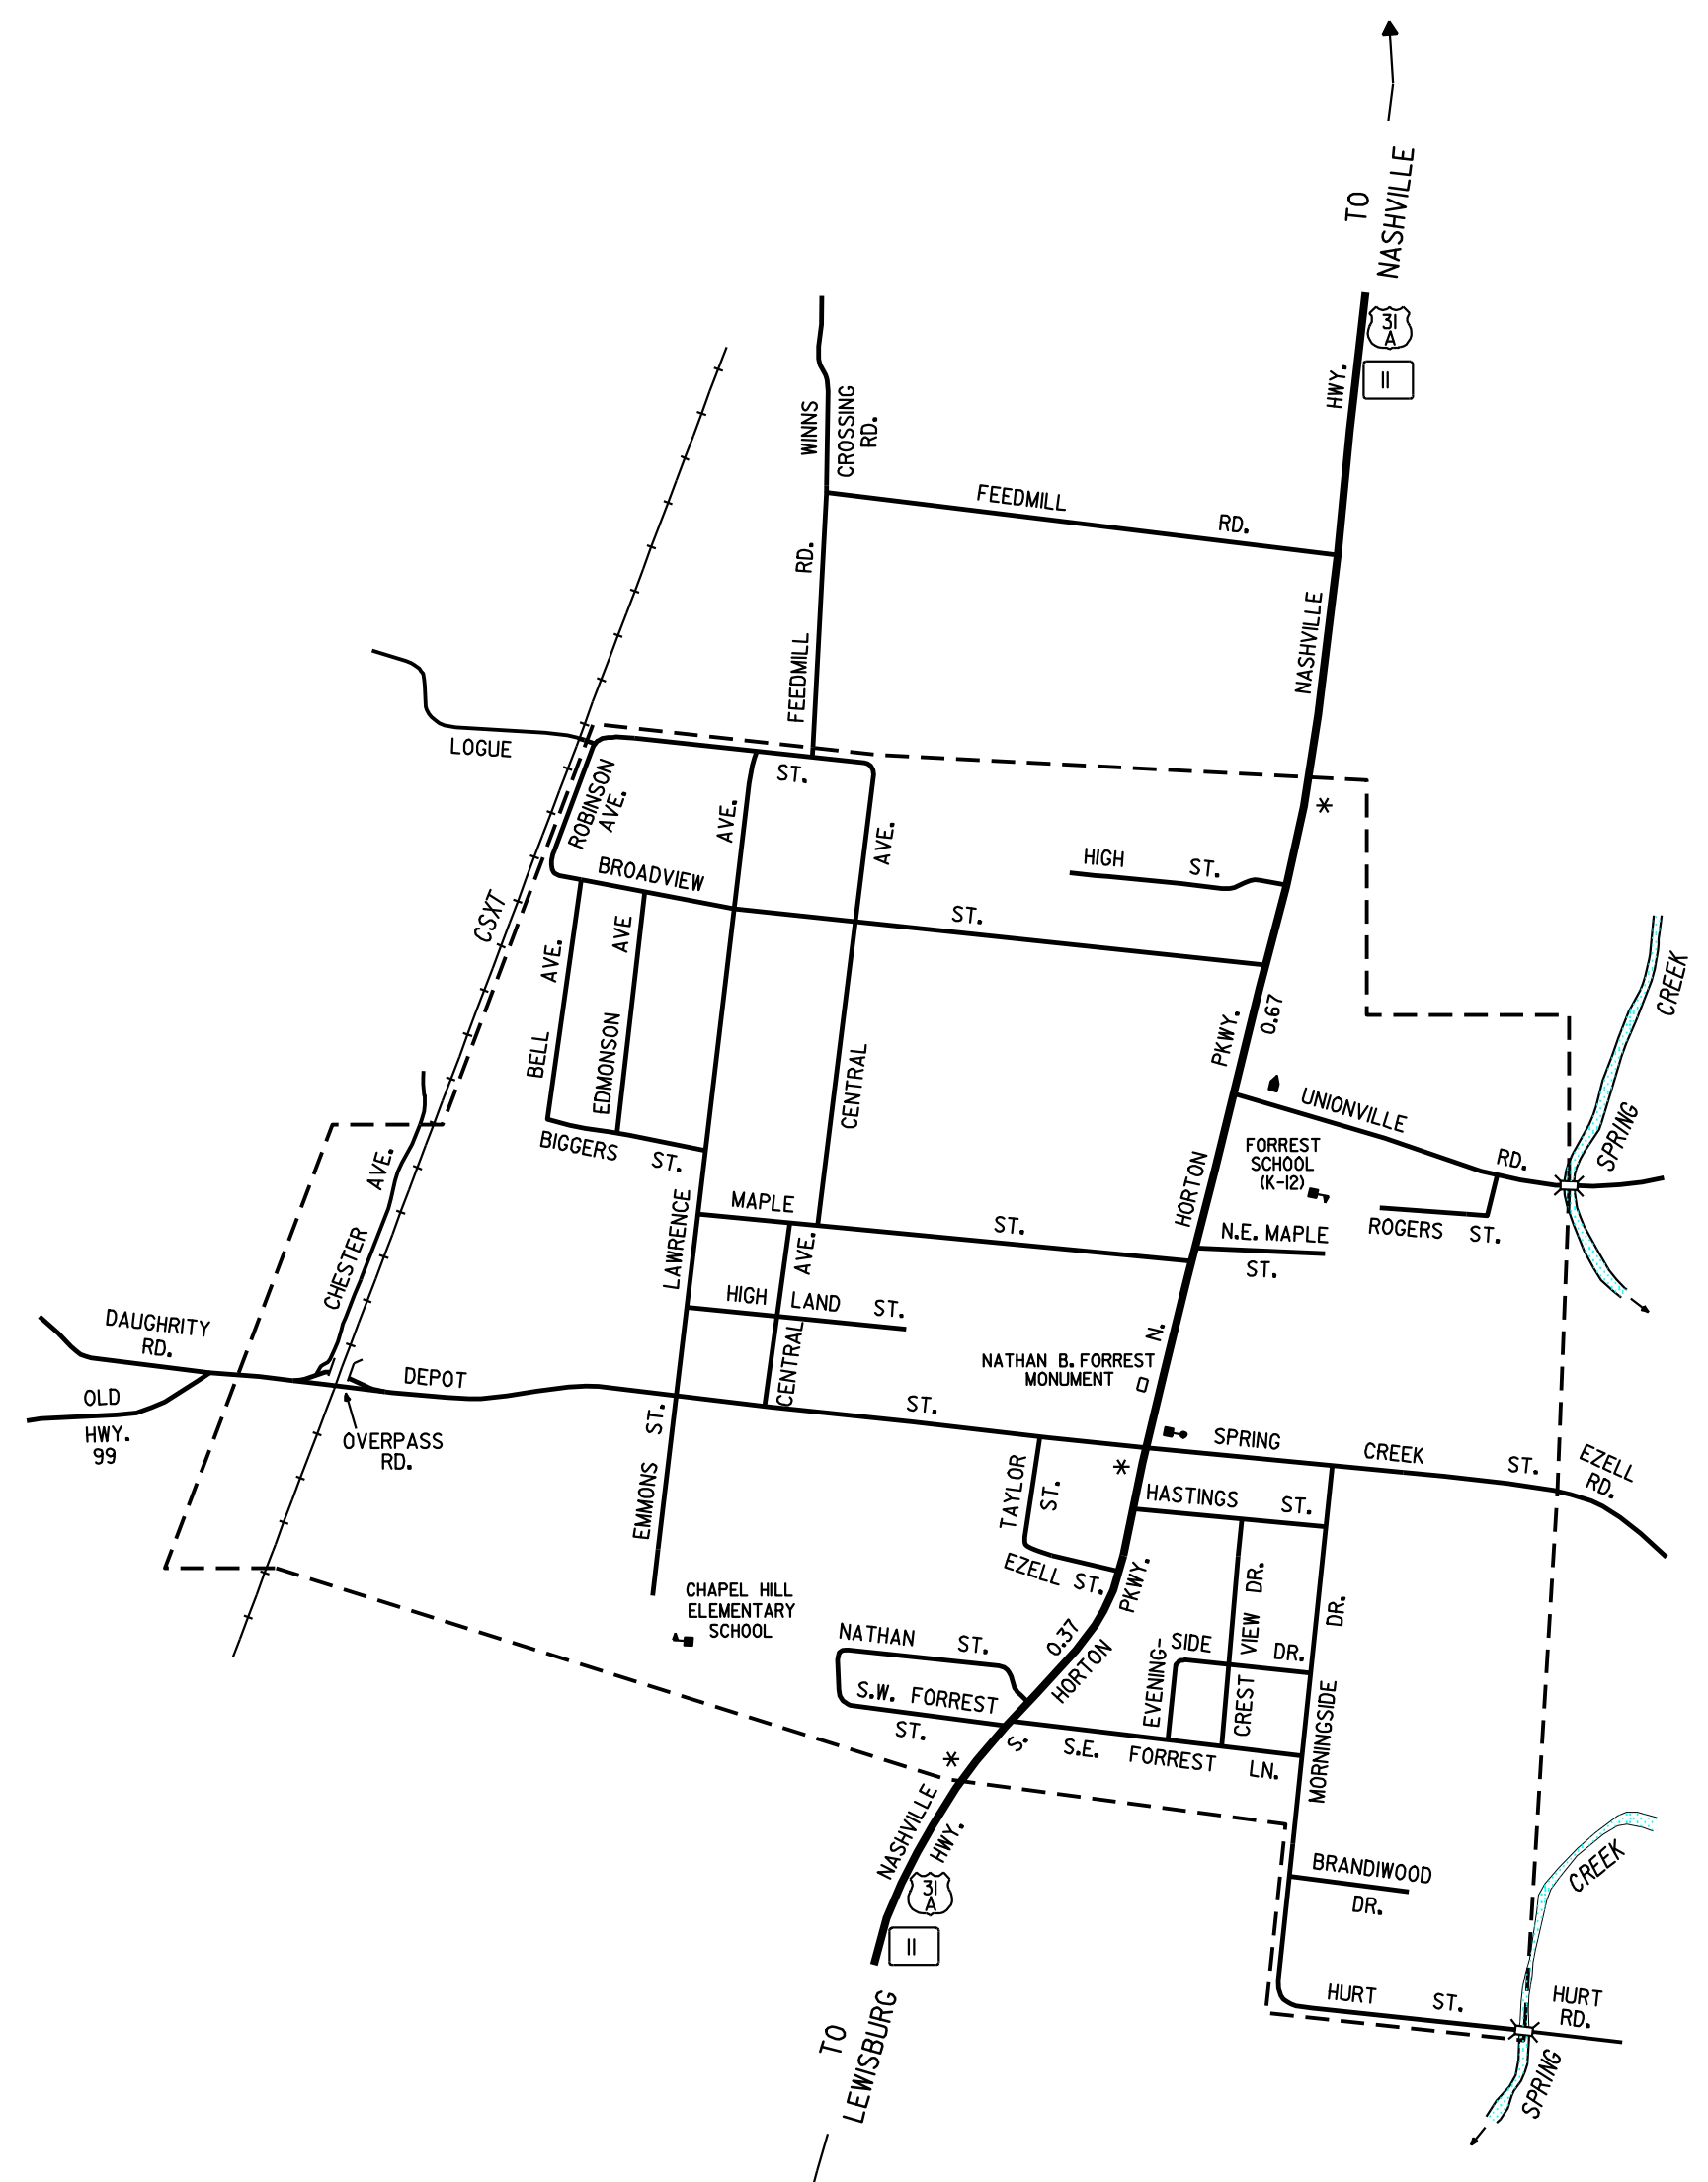 TO
NASHVILLE
31
A
11
HWY.
WINNS
CROSSING
RD.
FEEDMILL RD.
FEEDMILL RD.
NASHVILLE
LOGUE ST.
ROBINSON
AVE.
AVE.
AVE.
*
HIGH ST.
BROADVIEW ST.
CSXT
BELL AVE.
EDMONSON AVE
CREEK
SPRING
PKWY.
0.67
CENTRAL
UNIONVILLE RD.
BIGGERS ST.
FORREST
SCHOOL
(K-12)
CHESTER AVE.
LAWRENCE
MAPLE ST.
HORTON
N.E. MAPLE
ST.
ROGERS ST.
AVE.
HIGH LAND ST.
DAUGHRITY
RD.
N.
NATHAN B. FORREST
MONUMENT
CENTRAL
DEPOT ST.
OLD
HWY.
99
OVERPASS
RD.
EMMONS ST.
SPRING CREEK ST.
EZELL
RD.
*
TAYLOR
ST.
HASTINGS ST.
EZELL ST.
PKWY.
CHAPEL HILL
ELEMENTARY
SCHOOL
0.37
HORTON
NATHAN ST.
S.W. FORREST
ST.
EVENING-
SIDE DR.
CREST VIEW DR.
MORNINGSIDE DR.
S.
S.E. FORREST LN.
*
NASHVILLE
HWY.
31
A
11
BRANDIWOOD
DR.
CREEK
HURT ST.
HURT
RD.
SPRING
TO
LEWISBURG